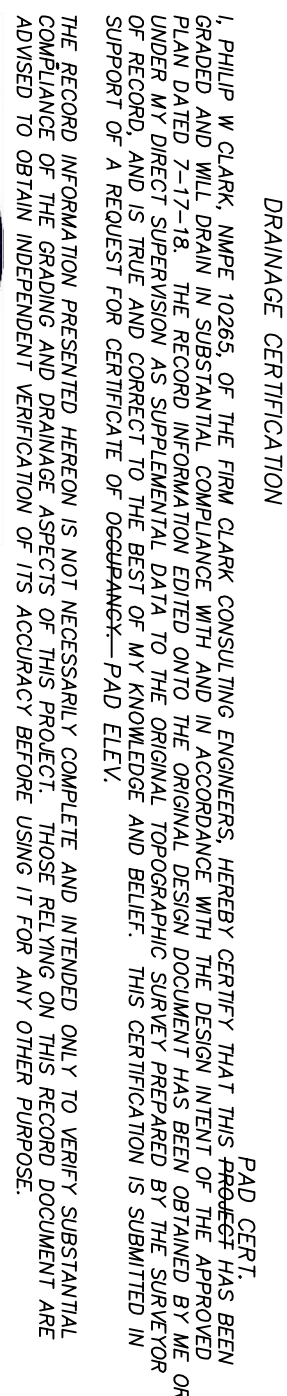 DRAINAGE CERTIFICATION
PAD CERT.
I, PHILIP W CLARK, NMPE 10265, OF THE FIRM CLARK CONSULTING ENGINEERS, HEREBY CERTIFY THAT THIS PROJECT HAS BEEN
GRADED AND WILL DRAIN IN SUBSTANTIAL COMPLIANCE WITH AND IN ACCORDANCE WITH THE DESIGN INTENT OF THE APPROVED
PLAN DATED 7-17-18. THE RECORD INFORMATION EDITED ONTO THE ORIGINAL DESIGN DOCUMENT HAS BEEN OBTAINED BY ME OR
UNDER MY DIRECT SUPERVISION AS SUPPLEMENTAL DATA TO THE ORIGINAL TOPOGRAPHIC SURVEY PREPARED BY THE SURVEYOR
OF RECORD, AND IS TRUE AND CORRECT TO THE BEST OF MY KNOWLEDGE AND BELIEF. THIS CERTIFICATION IS SUBMITTED IN
SUPPORT OF A REQUEST FOR CERTIFICATE OF OCCUPANCY. PAD ELEV.
THE RECORD INFORMATION PRESENTED HEREON IS NOT NECESSARILY COMPLETE AND INTENDED ONLY TO VERIFY SUBSTANTIAL
COMPLIANCE OF THE GRADING AND DRAINAGE ASPECTS OF THIS PROJECT. THOSE RELYING ON THIS RECORD DOCUMENT ARE
ADVISED TO OBTAIN INDEPENDENT VERIFICATION OF ITS ACCURACY BEFORE USING IT FOR ANY OTHER PURPOSE.